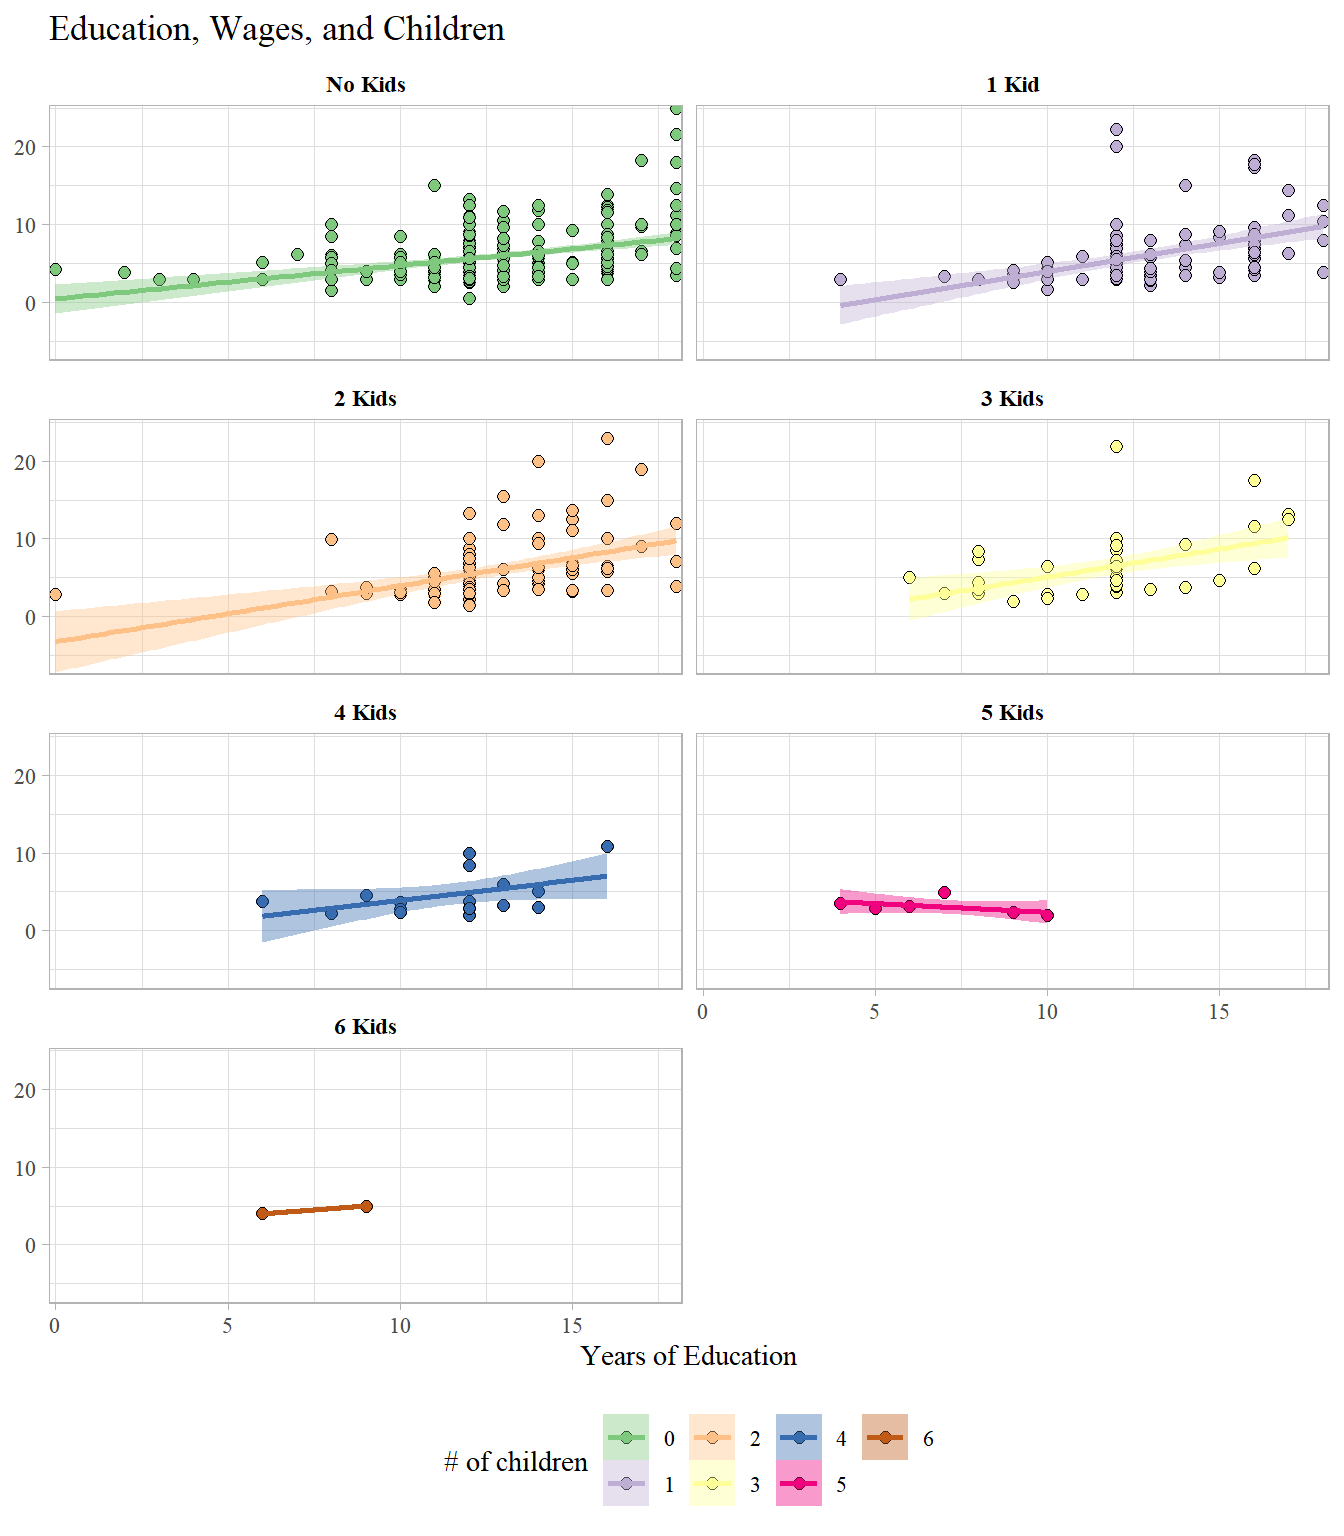 Education, Wages, and Children
No Kids
1 Kid
20
10
0
2 Kids
3 Kids
20
10
0
4 Kids
5 Kids
20
10
0
0 5 10 15
6 Kids
20
10
0
0 5 10 15
Years of Education
# of children
0 2 4 6
1 3 5